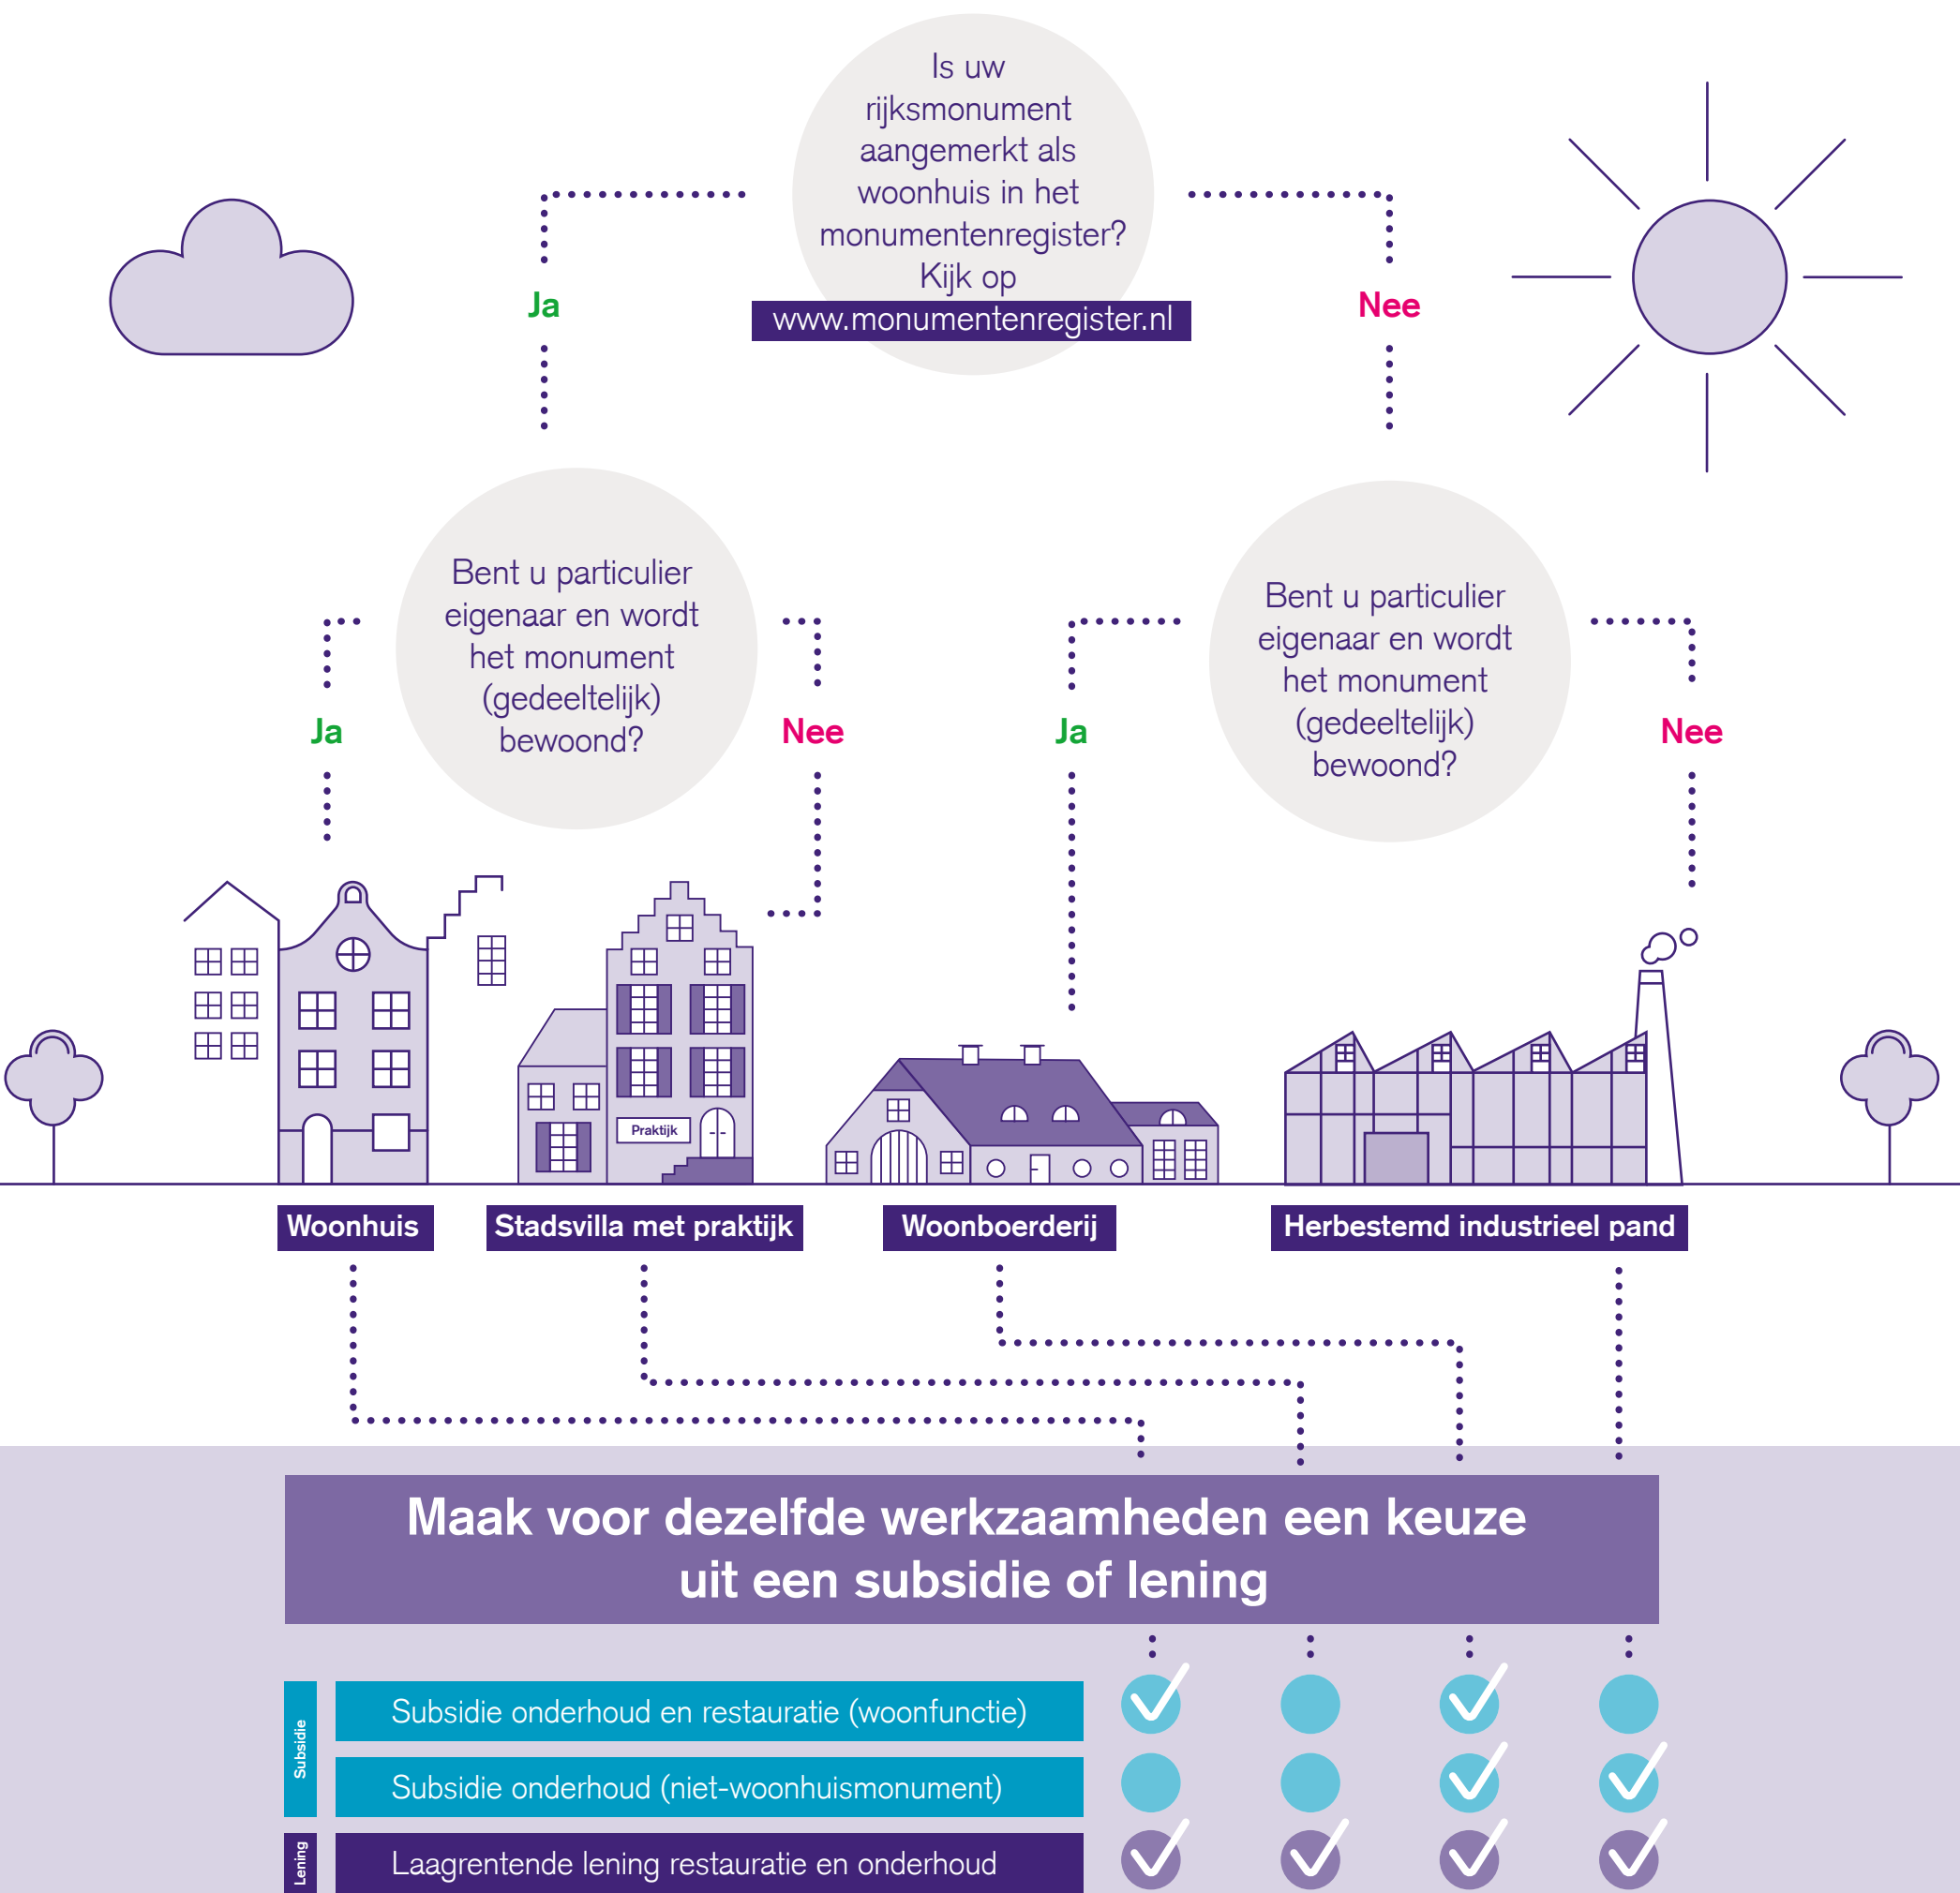 Is uw
rijksmonument
aangemerkt als
woonhuis in het
monumentenregister?
Kijk op
www.monumentenregister.nl
Ja
Nee
Bent u particulier
eigenaar en wordt
het monument
(gedeeltelijk)
bewoond?
Ja
Nee
Bent u particulier
eigenaar en wordt
het monument
(gedeeltelijk)
bewoond?
Ja
Nee
Praktijk
Woonhuis
Stadsvilla met praktijk
Woonboerderij
Herbestemd industrieel pand
Maak voor dezelfde werkzaamheden een keuze
uit een subsidie of lening
Subsidie
Subsidie onderhoud en restauratie (woonfunctie)
Subsidie onderhoud (niet-woonhuismonument)
Lening
Laagrentende lening restauratie en onderhoud